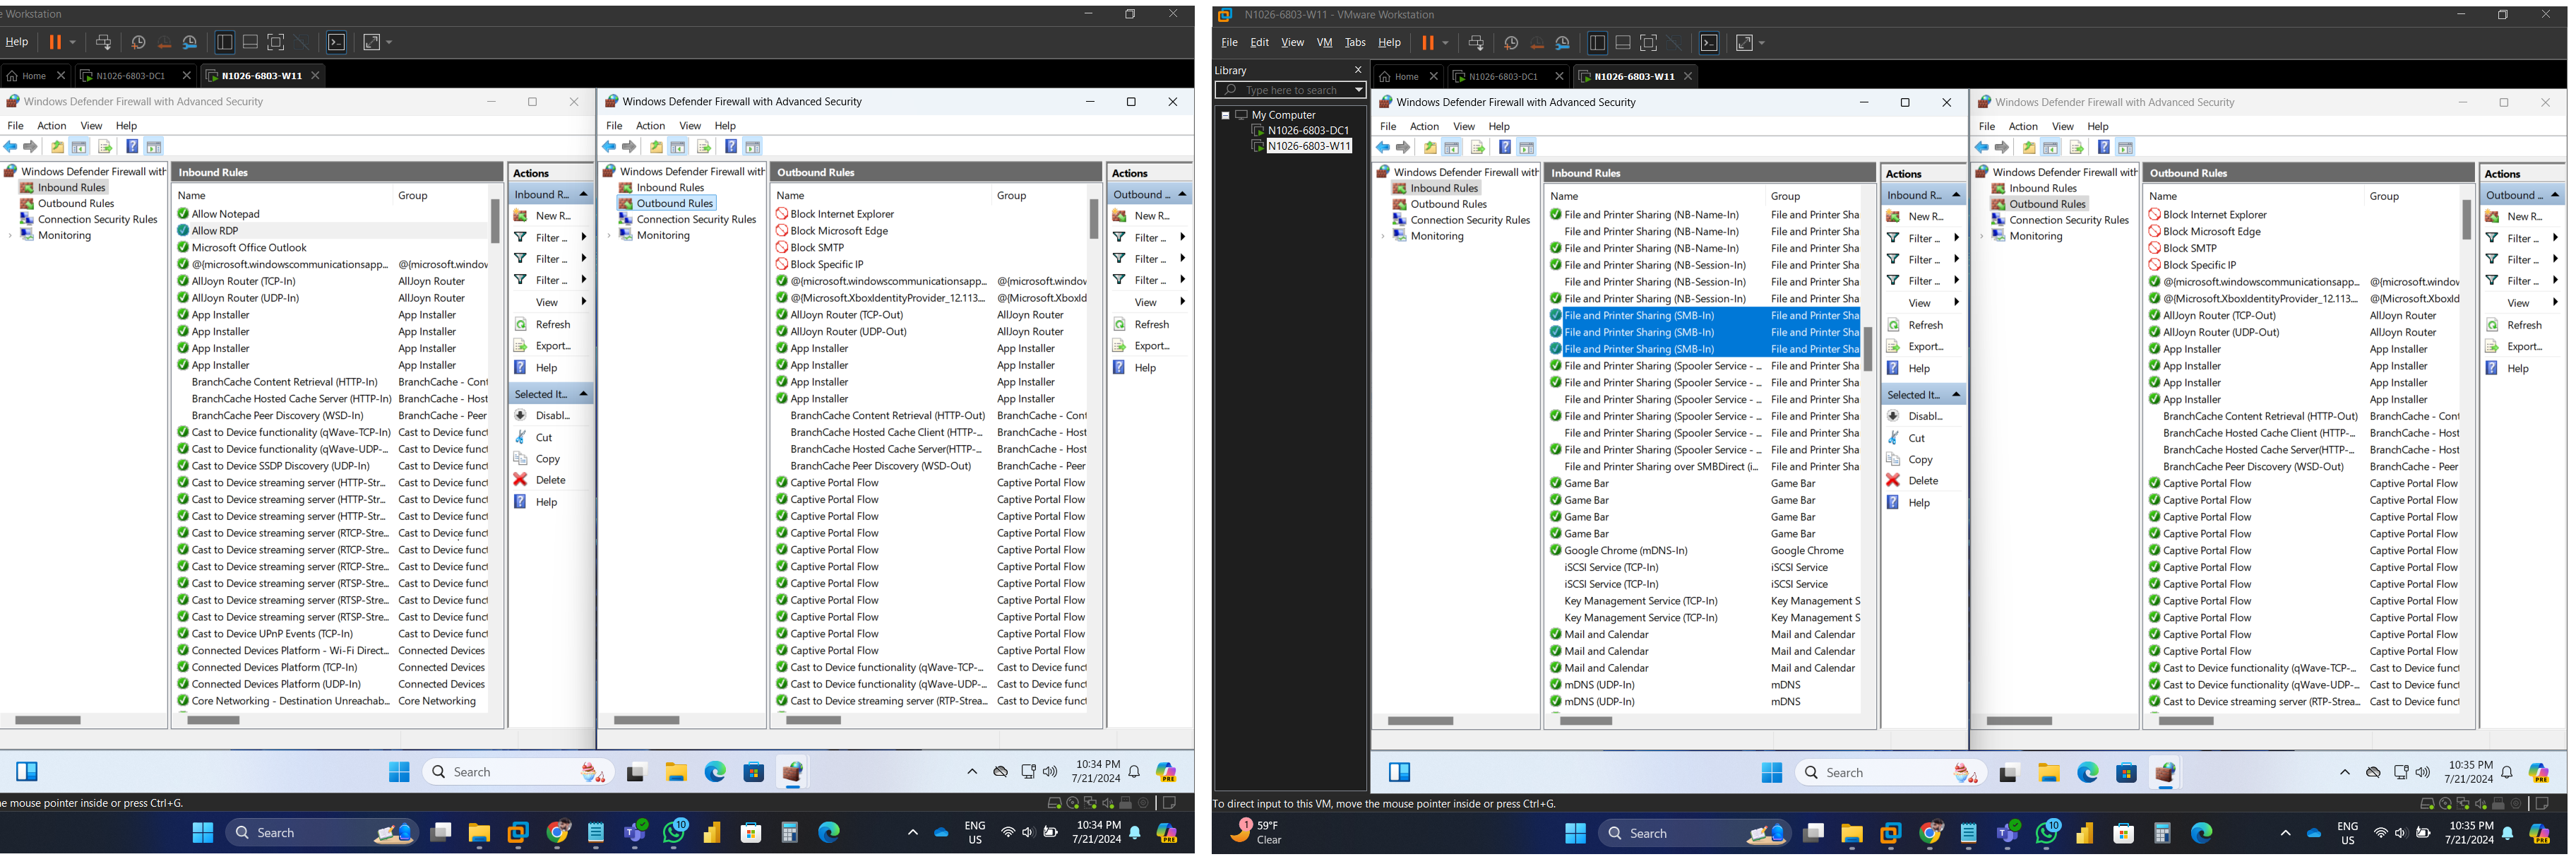 Workstation
Help
Home
N1026-6803-DC1
N1026-6803-W11
Windows Defender Firewall with Advanced Security
File Action View Help
Windows Defender Firewall with
Inbound Rules
Outbound Rules
Connection Security Rules
Monitoring
Inbound Rules
Name Group
Allow Notepad
Allow RDP
Microsoft Office Outlook
@{microsoft.windowscommunicationsapp... @{microsoft.window
AllJoyn Router (TCP-In) AllJoyn Router
AllJoyn Router (UDP-In) AllJoyn Router
App Installer App Installer
App Installer App Installer
App Installer App Installer
App Installer App Installer
BranchCache Content Retrieval (HTTP-In) BranchCache - Cont
BranchCache Hosted Cache Server (HTTP-In) BranchCache - Host
BranchCache Peer Discovery (WSD-In) BranchCache - Peer
Cast to Device functionality (qWave-TCP-In) Cast to Device funct
Cast to Device functionality (qWave-UDP-... Cast to Device funct
Cast to Device SSDP Discovery (UDP-In) Cast to Device funct
Cast to Device streaming server (HTTP-Str... Cast to Device funct
Cast to Device streaming server (HTTP-Str... Cast to Device funct
Cast to Device streaming server (HTTP-Str... Cast to Device funct
Cast to Device streaming server (RTCP-Stre... Cast to Device funct
Cast to Device streaming server (RTCP-Stre... Cast to Device funct
Cast to Device streaming server (RTCP-Stre... Cast to Device funct
Cast to Device streaming server (RTSP-Stre... Cast to Device funct
Cast to Device streaming server (RTSP-Stre... Cast to Device funct
Cast to Device streaming server (RTSP-Stre... Cast to Device funct
Cast to Device UPnP Events (TCP-In) Cast to Device funct
Connected Devices Platform - Wi-Fi Direct... Connected Devices
Connected Devices Platform (TCP-In) Connected Devices
Connected Devices Platform (UDP-In) Connected Devices
Core Networking - Destination Unreachab... Core Networking
Actions
Inbound R...
New R...
Filter ...
Filter ...
Filter ...
View
Refresh
Export...
Help
Selected It...
Disabl...
Cut
Copy
Delete
Help
Windows Defender Firewall with Advanced Security
File Action View Help
Windows Defender Firewall with
Inbound Rules
Outbound Rules
Connection Security Rules
Monitoring
Outbound Rules
Name Group
Block Internet Explorer
Block Microsoft Edge
Block SMTP
Block Specific IP
@{microsoft.windowscommunicationsapp... @{microsoft.window
@{Microsoft.XboxIdentityProvider_12.113.... @{Microsoft.Xboxld
AllJoyn Router (TCP-Out) AllJoyn Router
AllJoyn Router (UDP-Out) AllJoyn Router
App Installer App Installer
App Installer App Installer
App Installer App Installer
App Installer App Installer
BranchCache Content Retrieval (HTTP-Out) BranchCache - Cont
BranchCache Hosted Cache Client (HTTP-... BranchCache - Host
BranchCache Hosted Cache Server(HTTP-... BranchCache - Host
BranchCache Peer Discovery (WSD-Out) BranchCache - Peer
Captive Portal Flow Captive Portal Flow
Captive Portal Flow Captive Portal Flow
Captive Portal Flow Captive Portal Flow
Captive Portal Flow Captive Portal Flow
Captive Portal Flow Captive Portal Flow
Captive Portal Flow Captive Portal Flow
Captive Portal Flow Captive Portal Flow
Captive Portal Flow Captive Portal Flow
Captive Portal Flow Captive Portal Flow
Captive Portal Flow Captive Portal Flow
Captive Portal Flow Captive Portal Flow
Cast to Device functionality (qWave-TCP-... Cast to Device funct
Cast to Device functionality (qWave-UDP-... Cast to Device funct
Cast to Device streaming server (RTP-Strea... Cast to Device funct
Actions
Outbound ...
New R...
Filter ...
Filter ...
Filter ...
View
Refresh
Export...
Help
Search
10:34 PM
7/21/2024
PRE
he mouse pointer inside or press Ctrl+G.
Search
10
ENG
US
10:34 PM
7/21/2024
PRE
N1026-6803-W11 - VMware Workstation
File Edit View VM Tabs Help
Library
Type here to search
My Computer
N1026-6803-DC1
N1026-6803-W11
Home
N1026-6803-DC1
N1026-6803-W11
Windows Defender Firewall with Advanced Security
File Action View Help
Windows Defender Firewall with
Inbound Rules
Outbound Rules
Connection Security Rules
Monitoring
Inbound Rules
Name Group
File and Printer Sharing (NB-Name-In) File and Printer Sha
File and Printer Sharing (NB-Name-In) File and Printer Sha
File and Printer Sharing (NB-Name-In) File and Printer Sha
File and Printer Sharing (NB-Session-In) File and Printer Sha
File and Printer Sharing (NB-Session-In) File and Printer Sha
File and Printer Sharing (NB-Session-In) File and Printer Sha
File and Printer Sharing (SMB-In) File and Printer Sha
File and Printer Sharing (SMB-In) File and Printer Sha
File and Printer Sharing (SMB-In) File and Printer Sha
File and Printer Sharing (Spooler Service - ... File and Printer Sha
File and Printer Sharing (Spooler Service - ... File and Printer Sha
File and Printer Sharing (Spooler Service - ... File and Printer Sha
File and Printer Sharing (Spooler Service - ... File and Printer Sha
File and Printer Sharing (Spooler Service - ... File and Printer Sha
File and Printer Sharing (Spooler Service - ... File and Printer Sha
File and Printer Sharing over SMBDirect (i... File and Printer Sha
Game Bar Game Bar
Game Bar Game Bar
Game Bar Game Bar
Game Bar Game Bar
Google Chrome (mDNS-In) Google Chrome
iSCSI Service (TCP-In) iSCSI Service
iSCSI Service (TCP-In) iSCSI Service
Key Management Service (TCP-In) Key Management S
Key Management Service (TCP-In) Key Management S
Mail and Calendar Mail and Calendar
Mail and Calendar Mail and Calendar
Mail and Calendar Mail and Calendar
mDNS (UDP-In) mDNS
mDNS (UDP-In) mDNS
Actions
Inbound R...
New R...
Filter ...
Filter ...
Filter ...
View
Refresh
Export...
Help
Selected It...
Disabl...
Cut
Copy
Delete
Help
Windows Defender Firewall with Advanced Security
File Action View Help
Windows Defender Firewall with
Inbound Rules
Outbound Rules
Connection Security Rules
Monitoring
Outbound Rules
Name Group
Block Internet Explorer
Block Microsoft Edge
Block SMTP
Block Specific IP
@{microsoft.windowscommunicationsapp... @{microsoft.window
@{Microsoft.XboxIdentityProvider_12.113.... @{Microsoft.Xboxld
AllJoyn Router (TCP-Out) AllJoyn Router
AllJoyn Router (UDP-Out) AllJoyn Router
App Installer App Installer
App Installer App Installer
App Installer App Installer
App Installer App Installer
BranchCache Content Retrieval (HTTP-Out) BranchCache - Cont
BranchCache Hosted Cache Client (HTTP-... BranchCache - Host
BranchCache Hosted Cache Server(HTTP-... BranchCache - Host
BranchCache Peer Discovery (WSD-Out) BranchCache - Peer
Captive Portal Flow Captive Portal Flow
Captive Portal Flow Captive Portal Flow
Captive Portal Flow Captive Portal Flow
Captive Portal Flow Captive Portal Flow
Captive Portal Flow Captive Portal Flow
Captive Portal Flow Captive Portal Flow
Captive Portal Flow Captive Portal Flow
Captive Portal Flow Captive Portal Flow
Captive Portal Flow Captive Portal Flow
Captive Portal Flow Captive Portal Flow
Captive Portal Flow Captive Portal Flow
Cast to Device functionality (qWave-TCP-... Cast to Device funct
Cast to Device functionality (qWave-UDP-... Cast to Device funct
Cast to Device streaming server (RTP-Strea... Cast to Device funct
Actions
Outbound ...
New R...
Filter ...
Filter ...
Filter ...
View
Refresh
Export...
Help
Search
10:35 PM
7/21/2024
PRE
To direct input to this VM, move the mouse pointer inside or press Ctrl+G.
1
59°F
Clear
Search
10
ENG
US
10:35 PM
7/21/2024
PRE